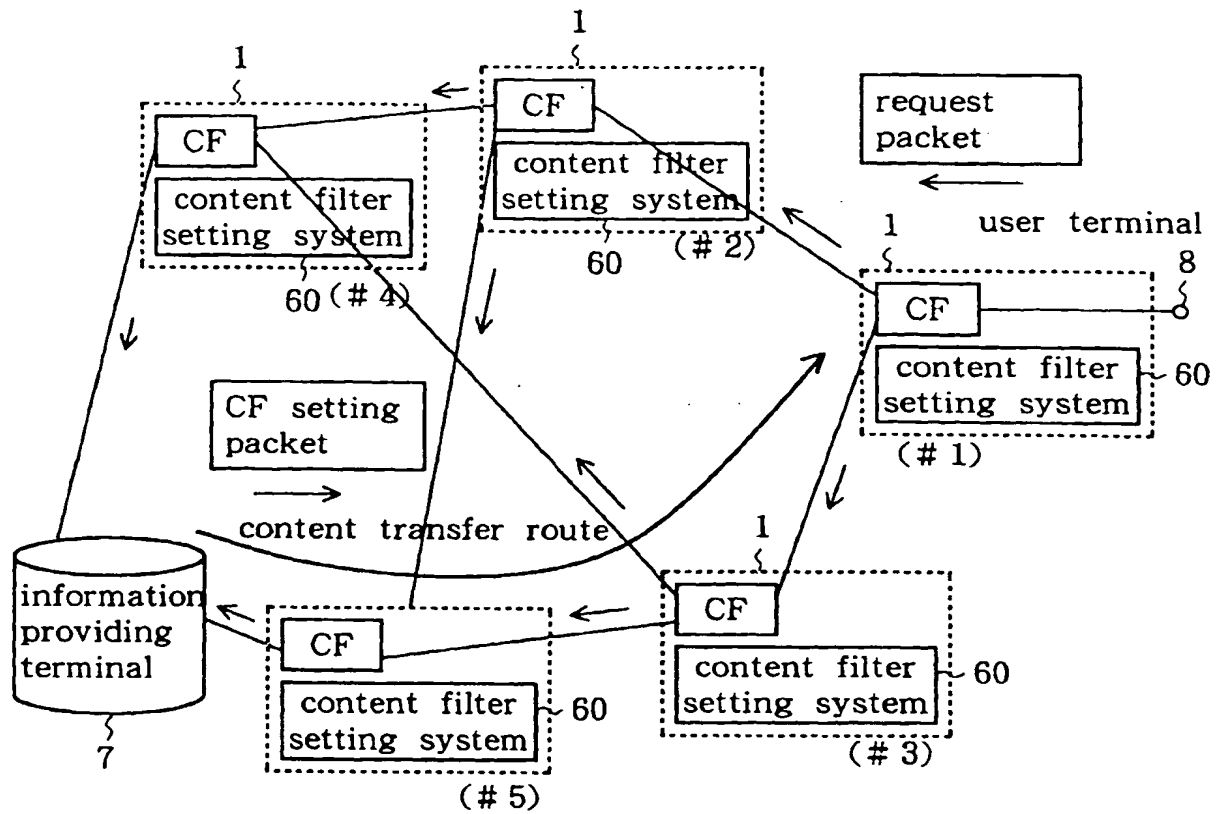 1
CF
content filter
setting system
60
(# 4)
1
CF
content filter
setting system
60
(# 2)
request
packet
user terminal
8
1
CF
content filter
setting system
60
(# 1)
CF setting
packet
content transfer route
information
providing
terminal
7
CF
content filter
setting system
60
(# 5)
1
CF
content filter
setting system
60
(# 3)